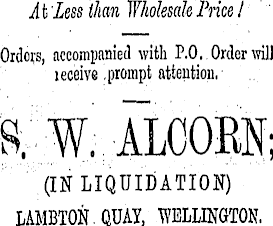 At Less than Wholesale Price !
Orders, accompanied with P.O. Order will
receive prompt attention.
S. W. ALCORN;
(IN LIQUIDATION)
LAMBTON QUAY, WELLINGTON.